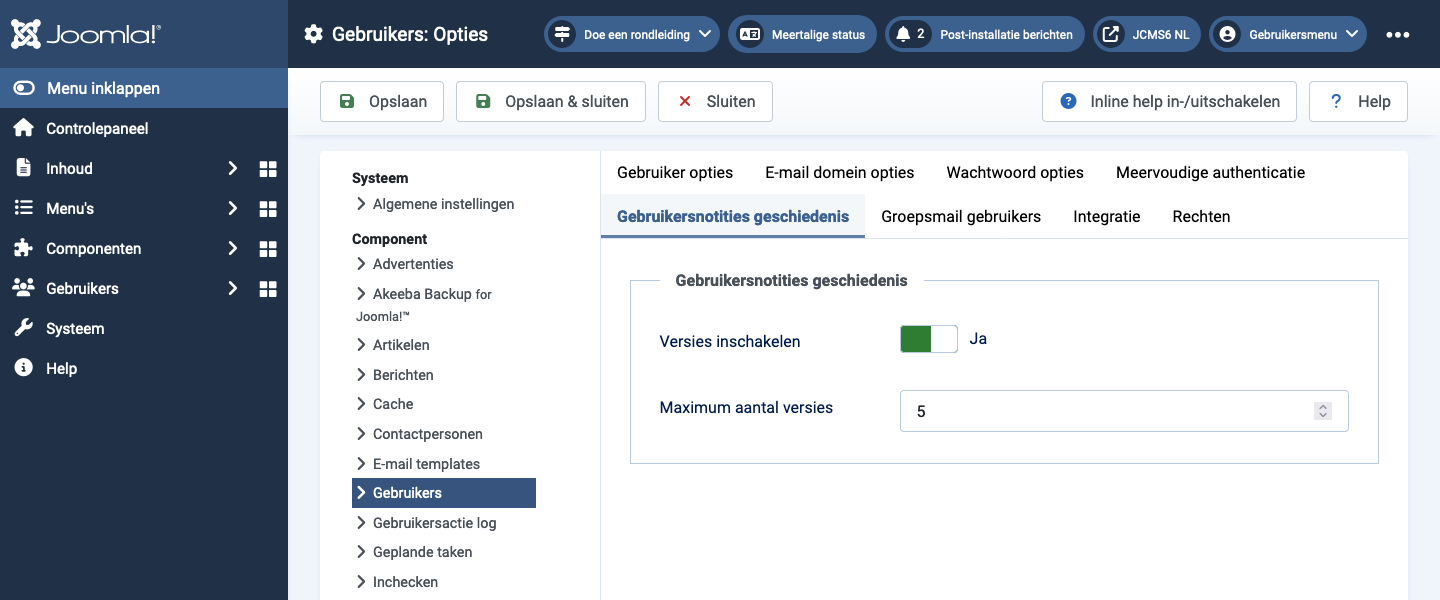 Joomla!®
Gebruikers: Opties
Doe een rondleiding
Meertalige status
2 Post-installatie berichten
JCMS6 NL
Gebruikersmenu
Menu inklappen
Controlepaneel
Inhoud
Menu's
Componenten
Gebruikers
Systeem
Help
Opslaan
Opslaan & sluiten
Sluiten
Inline help in-/uitschakelen
? Help
Systeem
Algemene instellingen
Component
Advertenties
Akeeba Backup for
Joomla!™
Artikelen
Berichten
Cache
Contactpersonen
E-mail templates
Gebruikers
Gebruikersactie log
Geplande taken
Inchecken
Gebruiker opties
E-mail domein opties
Wachtwoord opties
Meervoudige authenticatie
Gebruikersnotities geschiedenis
Groepsmail gebruikers
Integratie
Rechten
Gebruikersnotities geschiedenis
Versies inschakelen
Ja
Maximum aantal versies
5